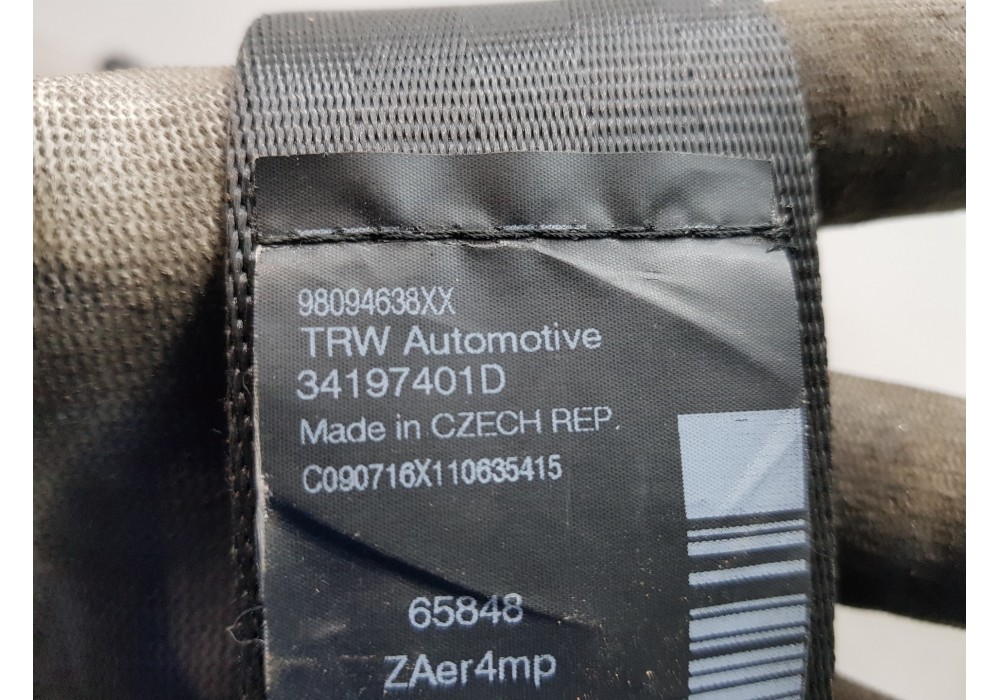 98094638XX
TRW Automotive
34197401D
Made in CZECH REP.
C090716X110635415
65848
ZAer4mp